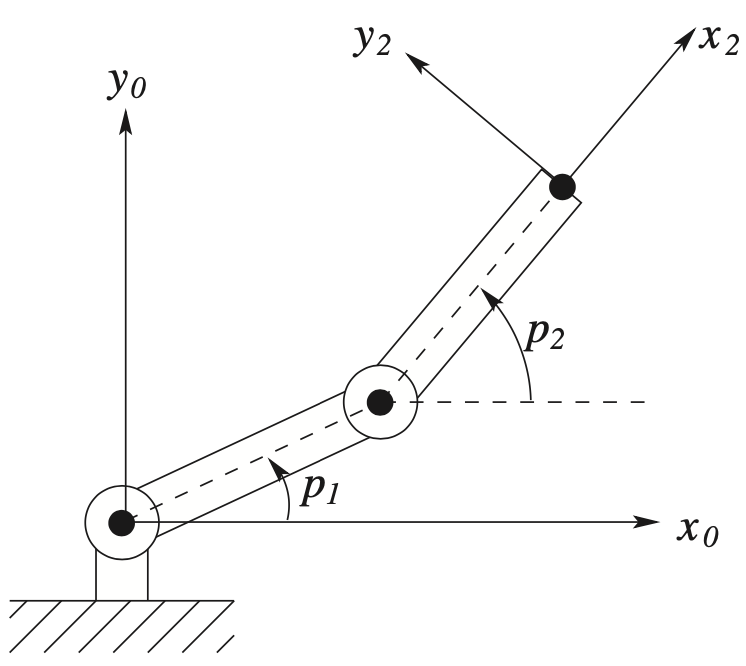 y₂
x₂
y₀
p₂
p₁
x₀